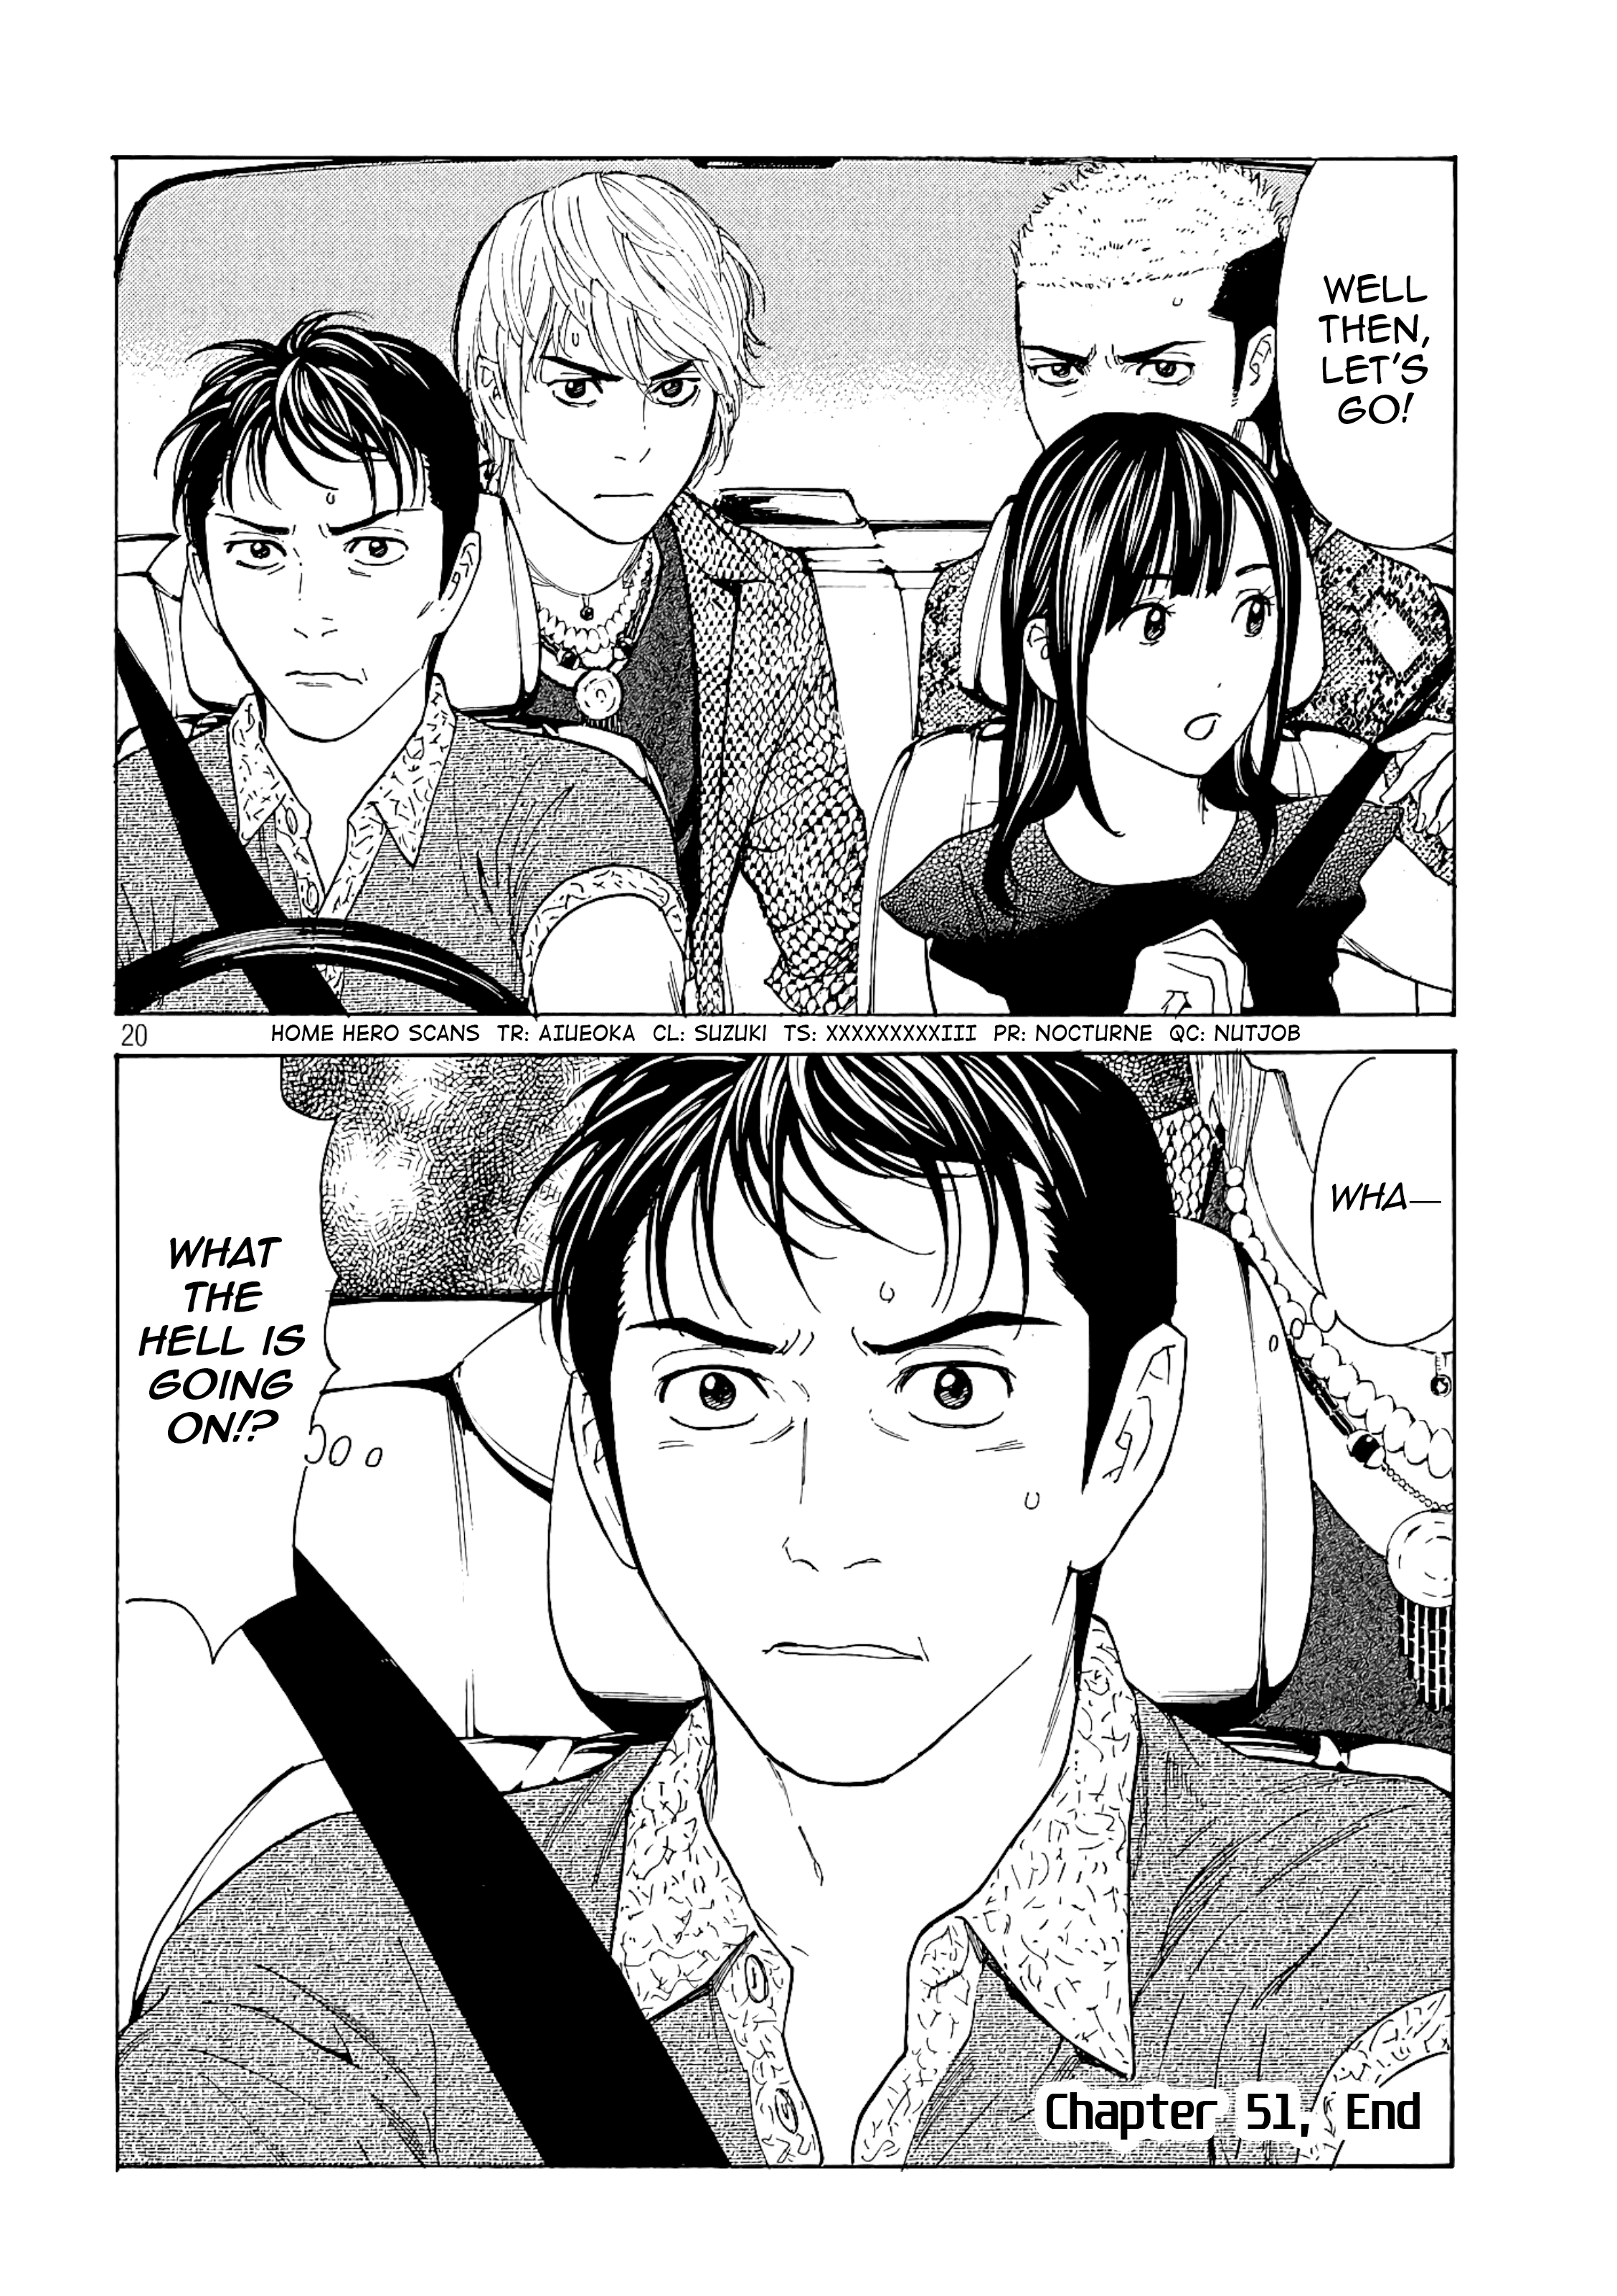 WELL
THEN,
LET'S
GO!
20
HOME HERO SCANS TR: AIUEOKA CL: SUZUKI TS: XXXXXXXXXIII PR: NOCTURNE QC: NUTJOB
WHA—
WHAT
THE
HELL IS
GOING
ON!?
Chapter 51, End